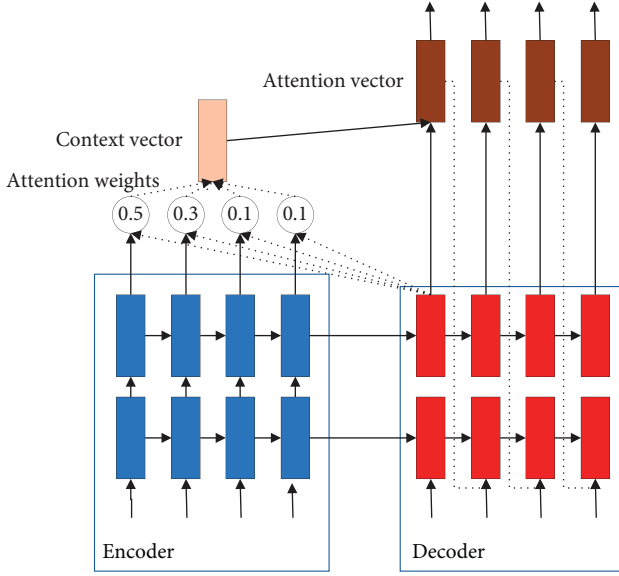 Attention vector
Context vector
Attention weights
0.5 0.3 0.1 0.1
Encoder
Decoder